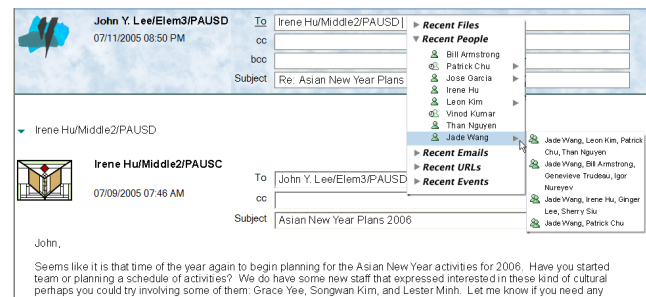 John Y. Lee/Elem3/PAUSD
07/11/2005 08:50 PM
To Irene Hu/Middle2/PAUSD
cc
bcc
Subject Re: Asian New Year Plans
Recent Files
Recent People
Bill Armstrong
Patrick Chu
Jose Garcia
Irene Hu
Leon Kim
Vinod Kumar
Than Nguyen
Jade Wang
Recent Emails
Recent URLs
Recent Events
Jade Wang, Leon Kim, Patrick
Chu, Than Nguyen
Jade Wang, Bill Armstrong,
Genevieve Trudeau, Igor
Nureyev
Jade Wang, Irene Hu, Ginger
Lee, Sherry Siu
Jade Wang, Patrick Chu
Irene Hu/Middle2/PAUSD
Irene Hu/Middle2/PAUSC
07/09/2005 07:46 AM
To John Y. Lee/Elem3/PAUSD
cc
Subject Asian New Year Plans 2006
John,
Seems like it is that time of the year again to begin planning for the Asian New Year activities for 2006. Have you started
team or planning a schedule of activities? We do have some new staff that expressed interested in these kind of cultural
perhaps you could try involving some of them: Grace Yee, Songwan Kim, and Lester Minh. Let me know if you need any